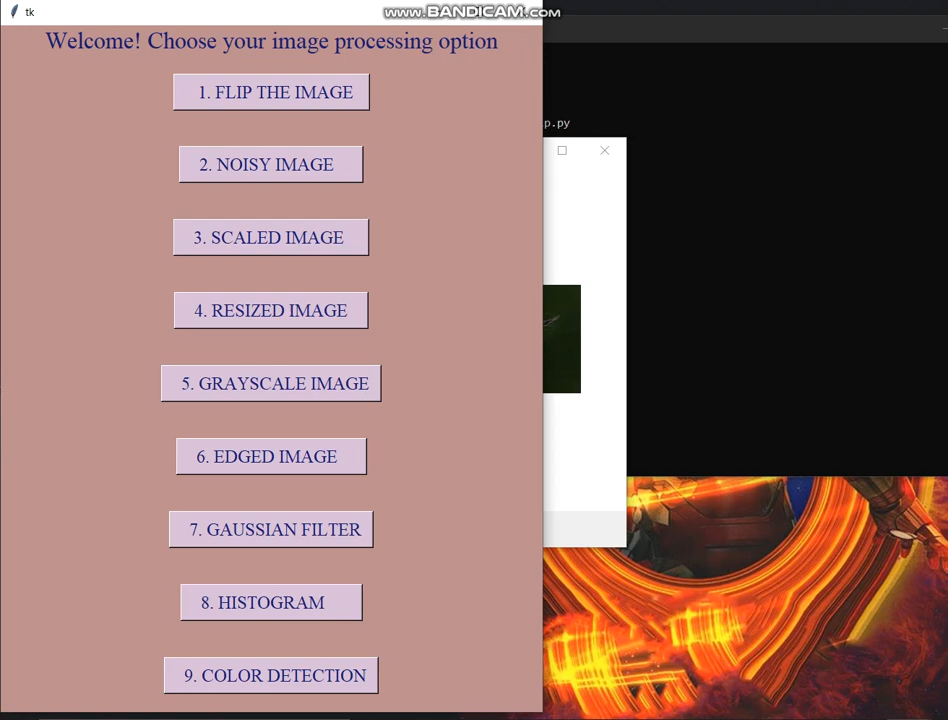 tk
www.BANDICAM.com
Welcome! Choose your image processing option
1. FLIP THE IMAGE
p.py
2. NOISY IMAGE
3. SCALED IMAGE
4. RESIZED IMAGE
5. GRAYSCALE IMAGE
6. EDGED IMAGE
7. GAUSSIAN FILTER
8. HISTOGRAM
9. COLOR DETECTION